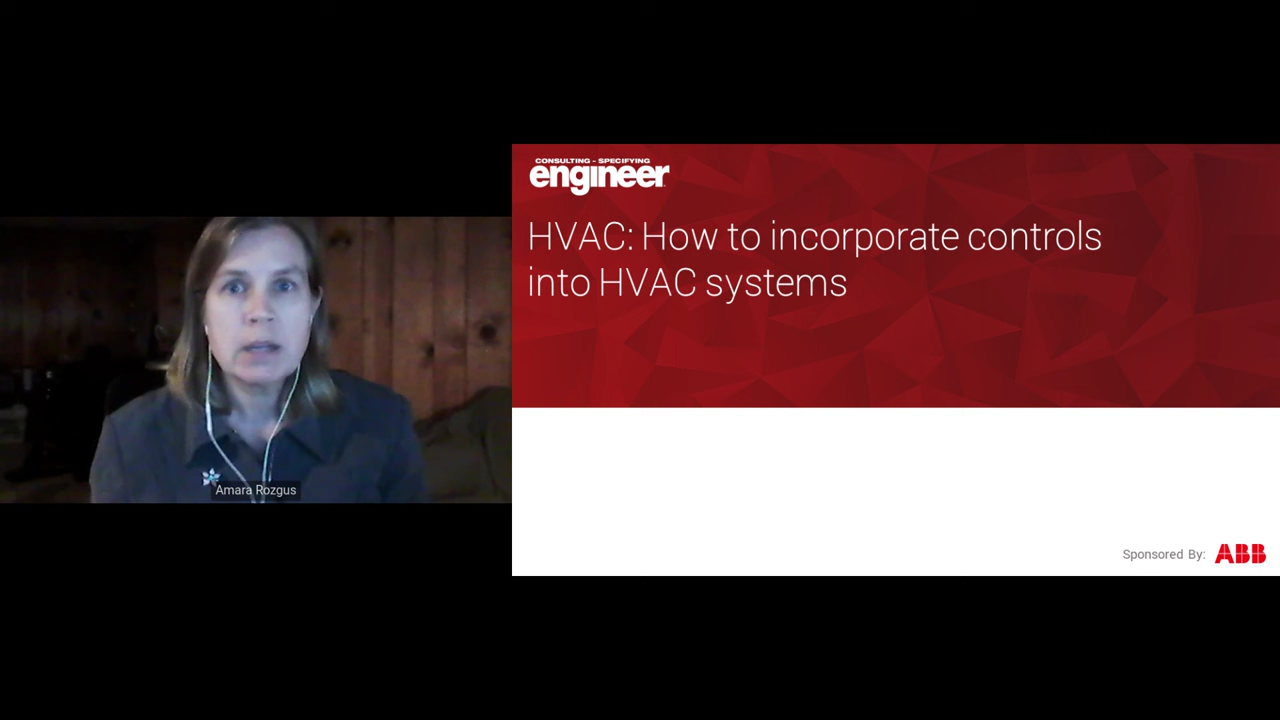 Amara Rozgus
CONSULTING - SPECIFYING
engineer
HVAC: How to incorporate controls
into HVAC systems
Sponsored By: ABB